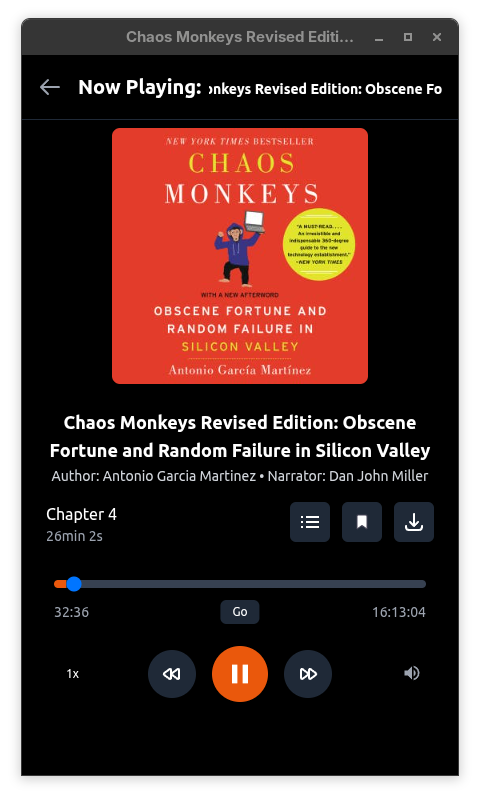 Chaos Monkeys Revised Editi...
Now Playing: onkeys Revised Edition: Obscene Fo
NEW YORK TIMES BESTSELLER
CHAOS
MONKEYS
"A MUST-READ. . . .
An irresistible and
indispensable 360-degree
guide to the new
technology establishment."
—NEW YORK TIMES
WITH A NEW AFTERWORD
OBSCENE FORTUNE AND
RANDOM FAILURE IN
SILICON VALLEY
Antonio García Martínez
Chaos Monkeys Revised Edition: Obscene
Fortune and Random Failure in Silicon Valley
Author: Antonio Garcia Martinez • Narrator: Dan John Miller
Chapter 4
26min 2s
32:36
Go
16:13:04
1x